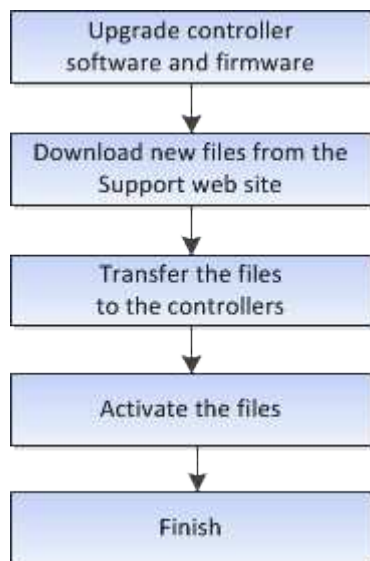 Upgrade controller
software and firmware
Download new files from the
Support web site
Transfer the files
to the controllers
Activate the files
Finish